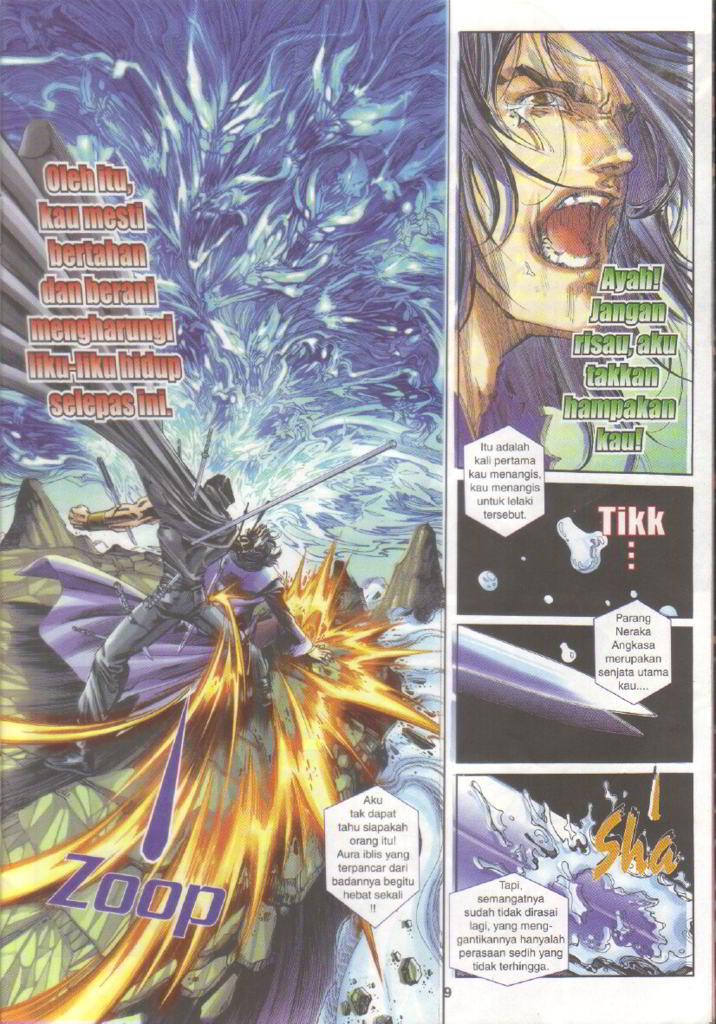 Oleh itu,
kau mesti
bertahan
dan berani
mengharungi
liku-liku hidup
selepas ini.
Zoop
Aku
tak dapat
tahu siapakah
orang itu!
Aura iblis yang
terpancar dari
badannya begitu
hebat sekali
!!
Ayah!
Jangan
risau, aku
takkan
hampakan
kau!
Itu adalah
kali pertama
kau menangis,
kau menangis
untuk lelaki
tersebut.
Tikk
...
Parang
Neraka
Angkasa
merupakan
senjata utama
kau....
Sha
Tapi,
semangatnya
sudah tidak dirasai
lagi, yang meng-
gantikannya hanyalah
perasaan sedih yang
tidak terhingga.
9